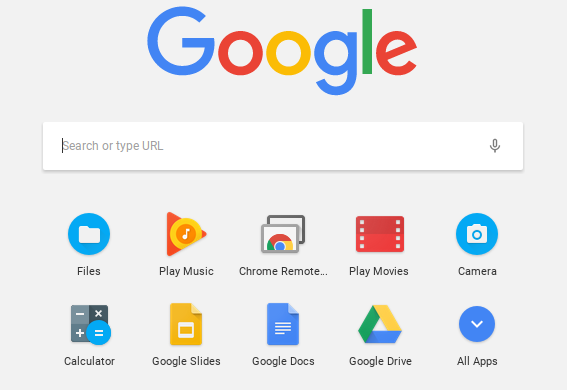 Google
Search or type URL
Files
Play Music
Chrome Remote...
Play Movies
Camera
Calculator
Google Slides
Google Docs
Google Drive
All Apps